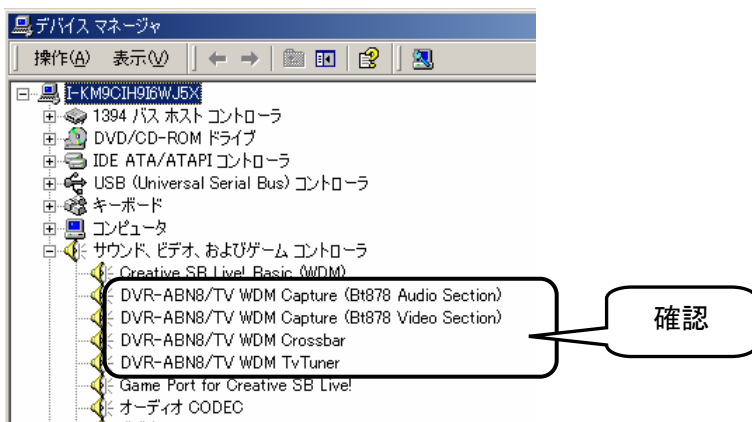 デバイス マネージャ
操作(A) 表示(V)
I-KM9CIH9I6WJ5X
1394 バス ホスト コントローラ
DVD/CD-ROM ドライブ
IDE ATA/ATAPI コントローラ
USB (Universal Serial Bus) コントローラ
キーボード
コンピュータ
サウンド、ビデオ、およびゲーム コントローラ
Creative SB Live! Basic (WDM)
DVR-ABN8/TV WDM Capture (Bt878 Audio Section)
DVR-ABN8/TV WDM Capture (Bt878 Video Section)
DVR-ABN8/TV WDM Crossbar
DVR-ABN8/TV WDM TvTuner
Game Port for Creative SB Live!
オーディオ CODEC
確認